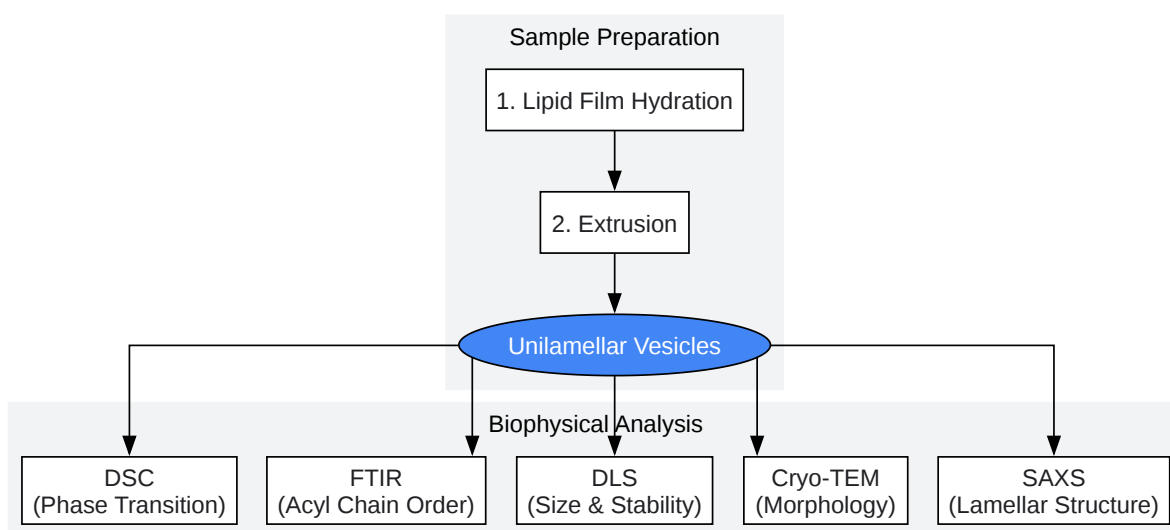 Sample Preparation
1. Lipid Film Hydration
2. Extrusion
Unilamellar Vesicles
Biophysical Analysis
DSC
(Phase Transition)
FTIR
(Acyl Chain Order)
DLS
(Size & Stability)
Cryo-TEM
(Morphology)
SAXS
(Lamellar Structure)